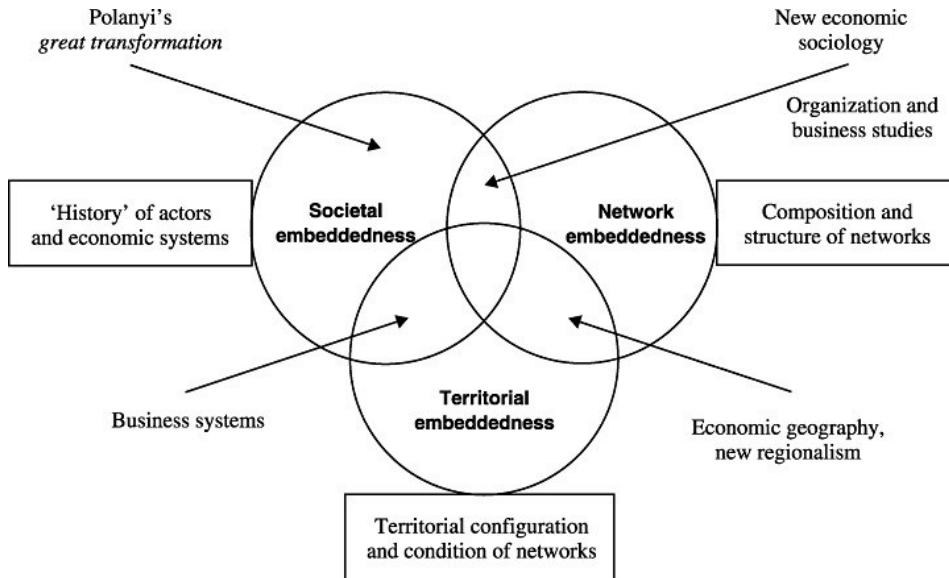 Polanyi's
great transformation
New economic
sociology
Organization and
business studies
'History' of actors
and economic systems
Societal
embeddedness
Network
embeddedness
Composition and
structure of networks
Territorial
embeddedness
Business systems
Economic geography,
new regionalism
Territorial configuration
and condition of networks